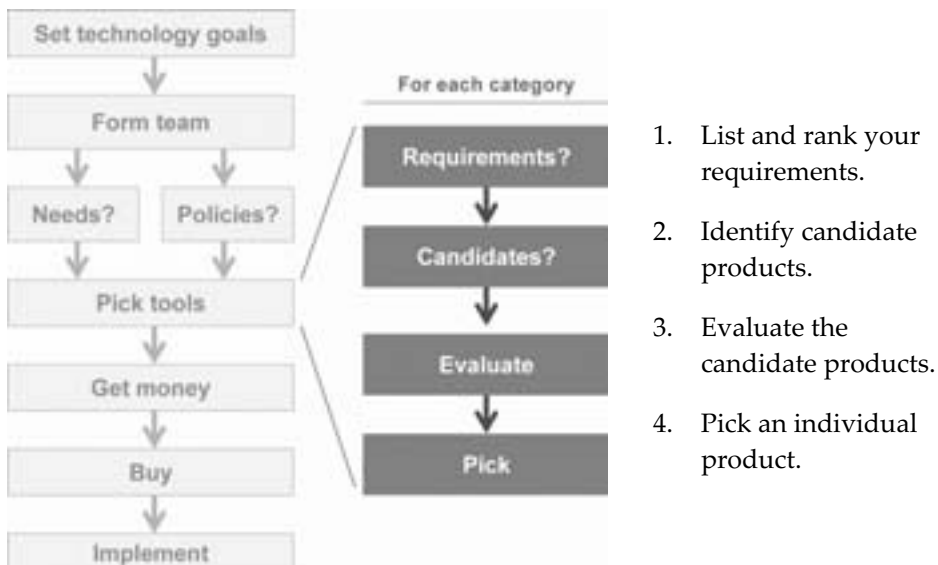 Set technology goals
Form team
Needs?
Policies?
Pick tools
Get money
Buy
Implement
For each category
Requirements?
Candidates?
Evaluate
Pick
1. List and rank your
requirements.
2. Identify candidate
products.
3. Evaluate the
candidate products.
4. Pick an individual
product.